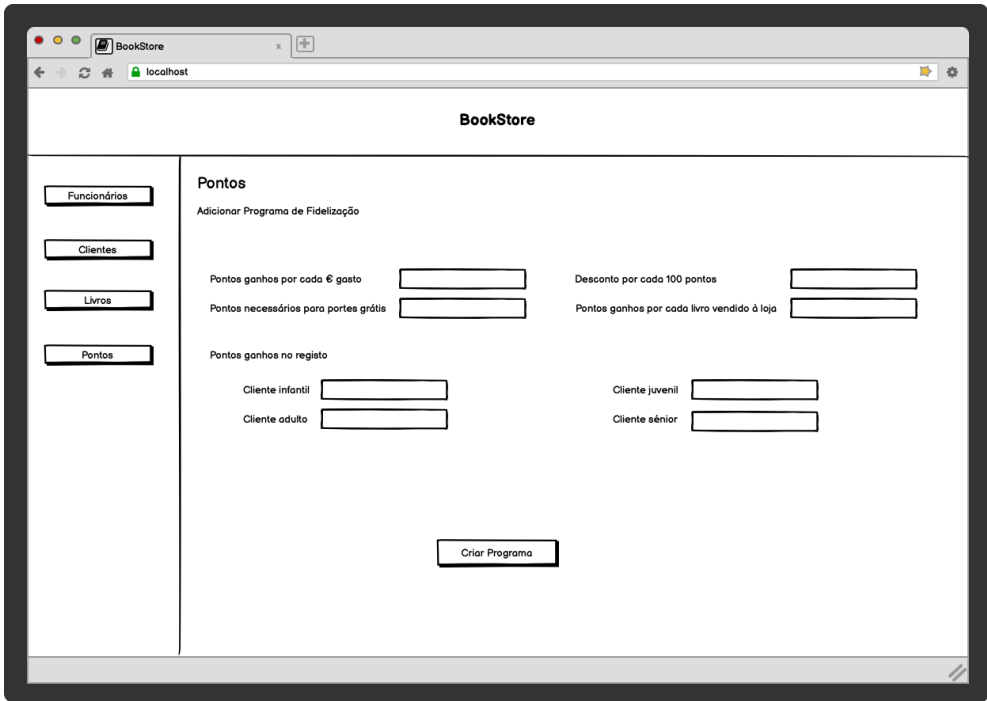 BookStore
localhost
BookStore
Funcionários
Clientes
Livros
Pontos
Pontos
Adicionar Programa de Fidelização
Pontos ganhos por cada € gasto
Desconto por cada 100 pontos
Pontos necessários para portes grátis
Pontos ganhos por cada livro vendido à loja
Pontos ganhos no registo
Cliente infantil
Cliente juvenil
Cliente adulto
Cliente sénior
Criar Programa